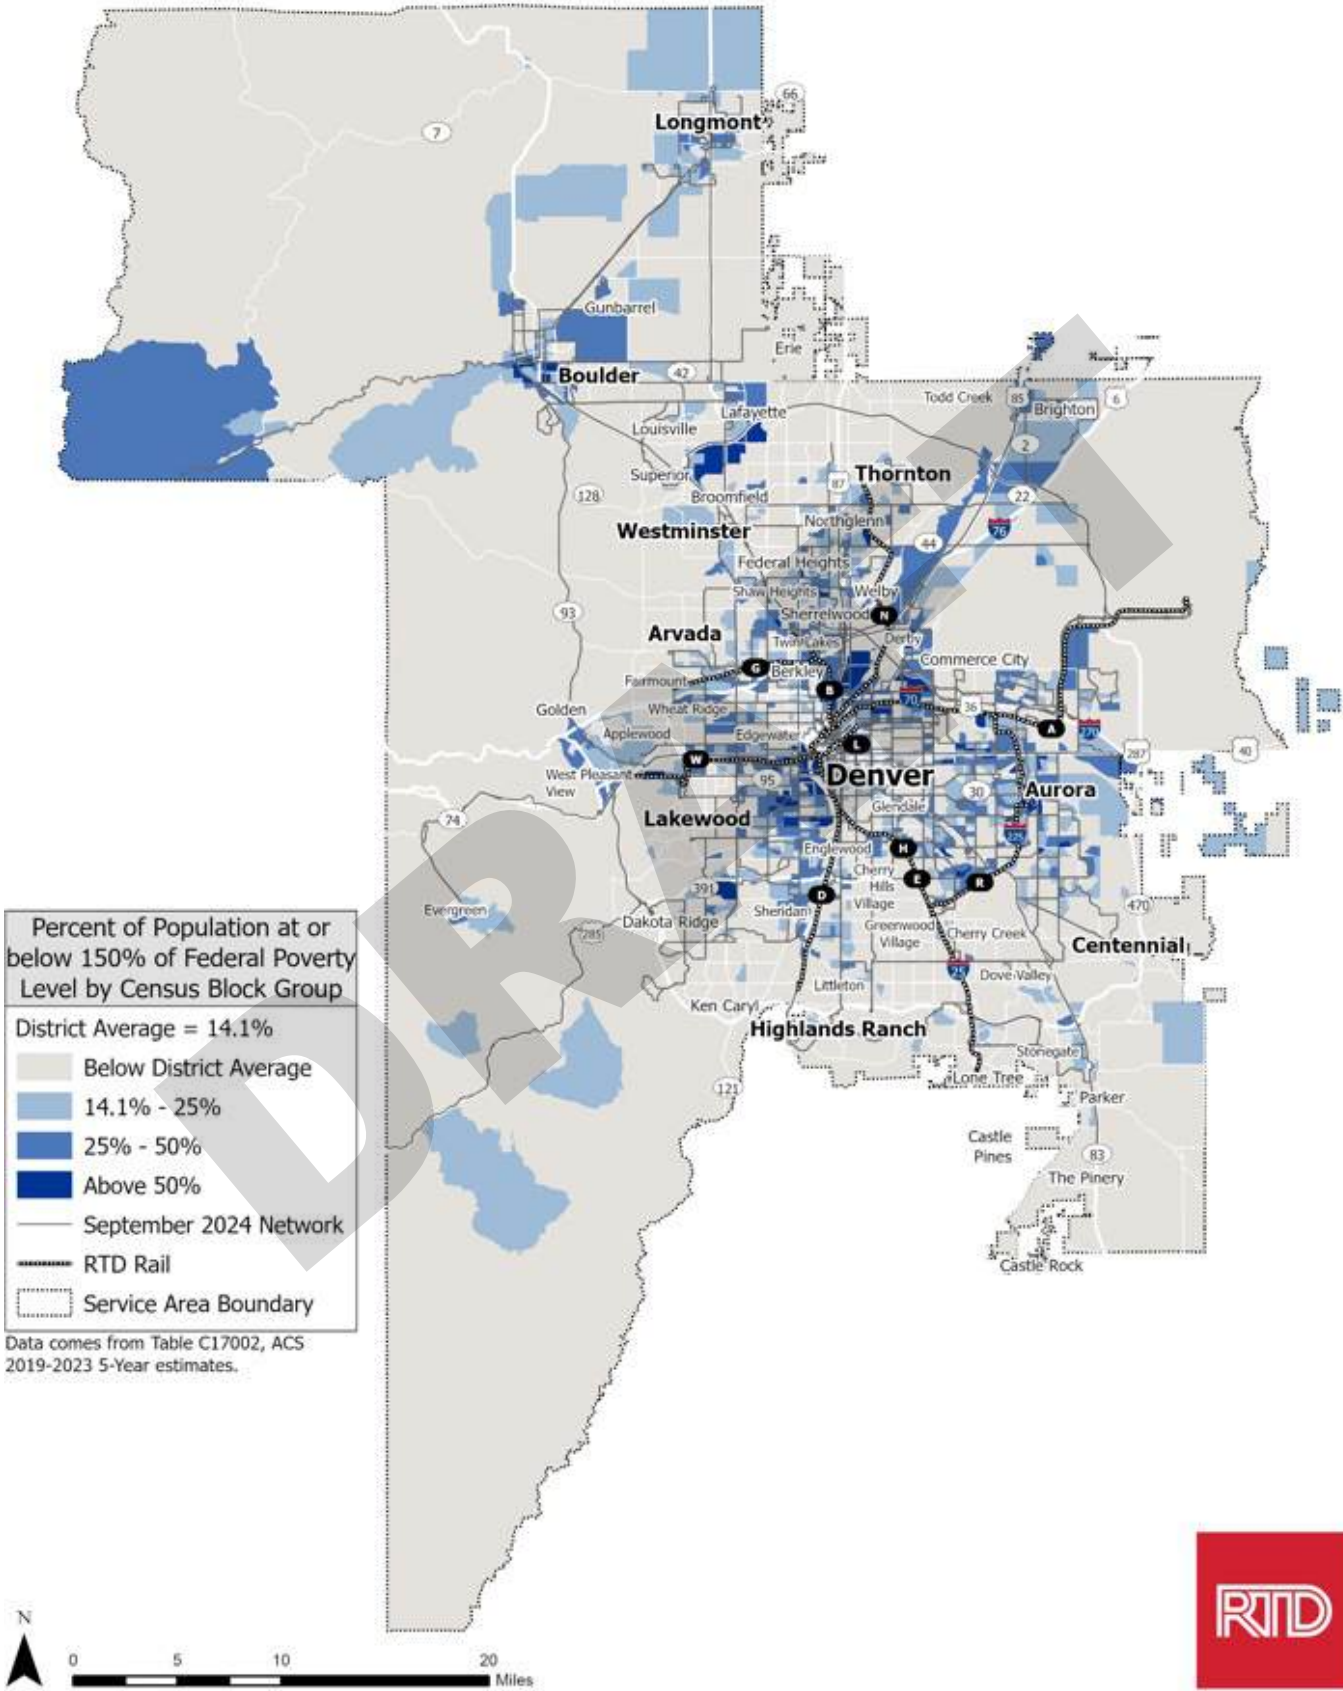 66
Longmont
7
Gunbarrel
Erie
Boulder
42
Todd Creek
85
6
Brighton
Lafayette
Louisville
2
Superior
87
Thornton
128
Broomfield
22
Westminster
Northglenn
76
44
Federal Heights
Shaw Heights
Welby
93
Sherrelwood
N
Arvada
Twin Lakes
Derby
G
Berkley
Commerce City
Fairmount
B
70
Golden
Wheat Ridge
36
Applewood
Edgewater
L
A
270
287
40
West Pleasant
View
W
95
Denver
30
Aurora
Glendale
74
Lakewood
225
Englewood
H
Cherry
Hills
Village
E
R
391
D
Evergreen
Sheridan
470
285
Dakota Ridge
Greenwood
Village
Cherry Creek
Centennial
25
Dove Valley
Littleton
Ken Caryl
Highlands Ranch
Stonegate
121
Lone Tree
Parker
Castle
Pines
83
The Pinery
Castle Rock
DRAFT
Percent of Population at or
below 150% of Federal Poverty
Level by Census Block Group
District Average = 14.1%
Below District Average
14.1% - 25%
25% - 50%
Above 50%
September 2024 Network
RTD Rail
Service Area Boundary
Data comes from Table C17002, ACS
2019-2023 5-Year estimates.
N
0 5 10 20
Miles
RTD